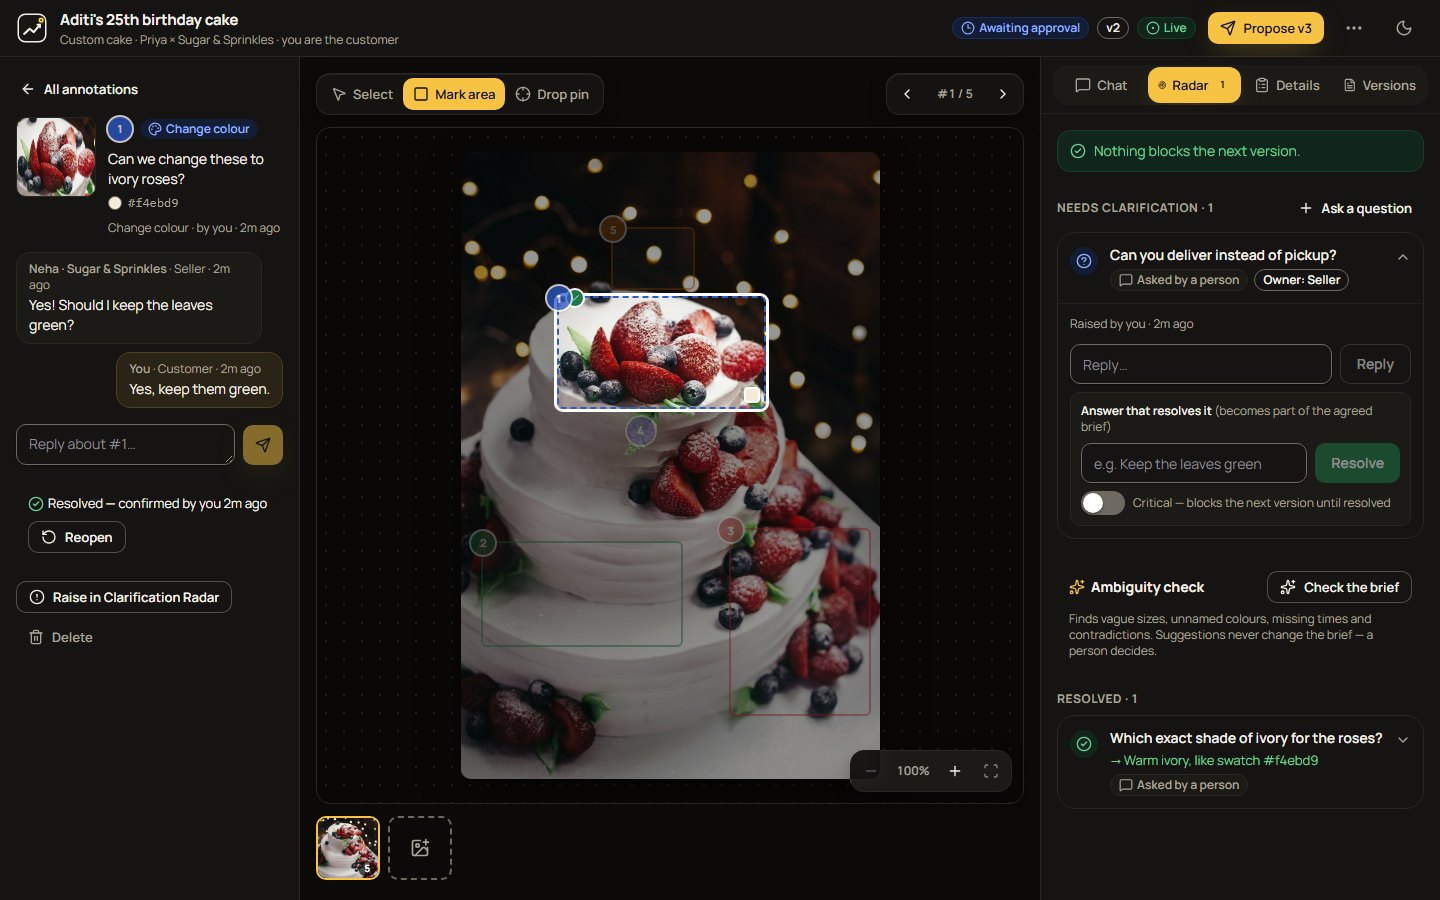 Aditi's 25th birthday cake
Custom cake · Priya × Sugar & Sprinkles · you are the customer
Awaiting approval
v2
Live
Propose v3
All annotations
1
Change colour
Can we change these to
ivory roses?
#f4ebd9
Change colour · by you · 2m ago
Neha · Sugar & Sprinkles · Seller · 2m
ago
Yes! Should I keep the leaves
green?
You · Customer · 2m ago
Yes, keep them green.
Reply about #1…
Resolved — confirmed by you 2m ago
Reopen
Raise in Clarification Radar
Delete
Select
Mark area
Drop pin
#1 / 5
5
1
4
2
3
100%
5
Chat
Radar 1
Details
Versions
Nothing blocks the next version.
NEEDS CLARIFICATION · 1
Ask a question
Can you deliver instead of pickup?
Asked by a person
Owner: Seller
Raised by you · 2m ago
Reply…
Reply
Answer that resolves it (becomes part of the agreed
brief)
e.g. Keep the leaves green
Resolve
Critical — blocks the next version until resolved
Ambiguity check
Check the brief
Finds vague sizes, unnamed colours, missing times and
contradictions. Suggestions never change the brief — a
person decides.
RESOLVED · 1
Which exact shade of ivory for the roses?
→ Warm ivory, like swatch #f4ebd9
Asked by a person